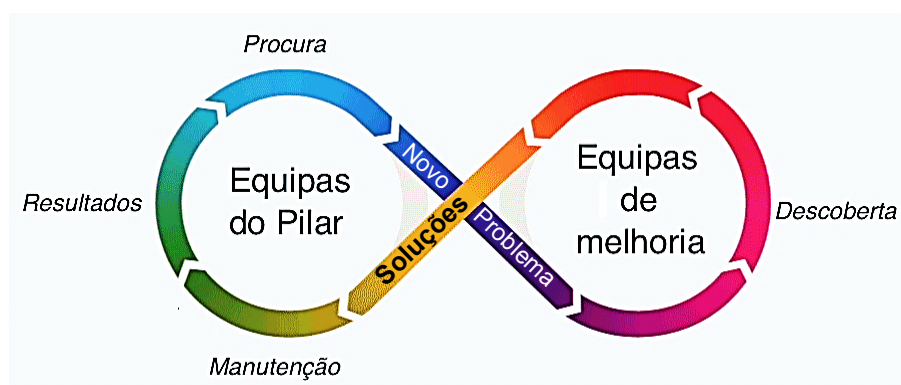 Procura
Novo
Problema
Soluções
Equipas
do Pilar
Equipas
de
melhoria
Resultados
Descoberta
Manutenção